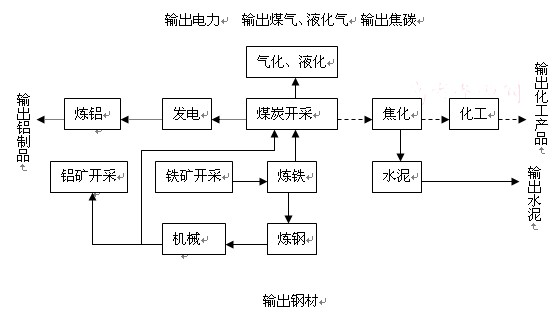 输出电力 输出煤气、液化气 输出焦碳
气化、液化
输出铝制品
炼铝
发电
煤炭开采
焦化
化工
输出化工产品
铝矿开采
铁矿开采
炼铁
水泥
输出水泥
机械
炼钢
输出钢材